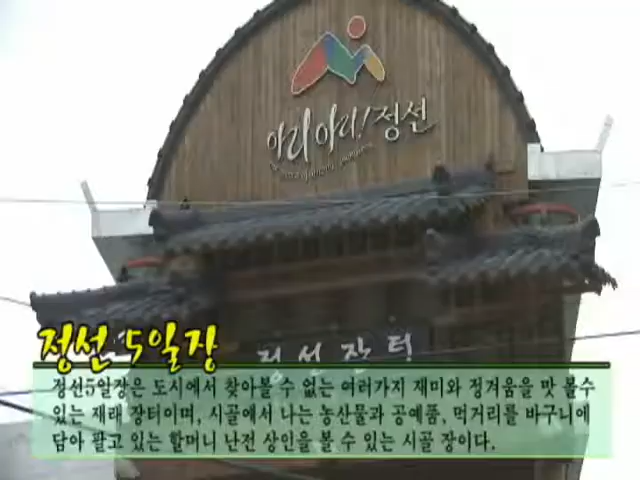 아리아리! 정선
정선장터
정선 5일장
정선5일장은 도시에서 찾아볼 수 없는 여러가지 재미와 정겨움을 맛 볼수
있는 재래 장터이며, 시골에서 나는 농산물과 공예품, 먹거리를 바구니에
담아 팔고 있는 할머니 난전 상인을 볼 수 있는 시골 장이다.